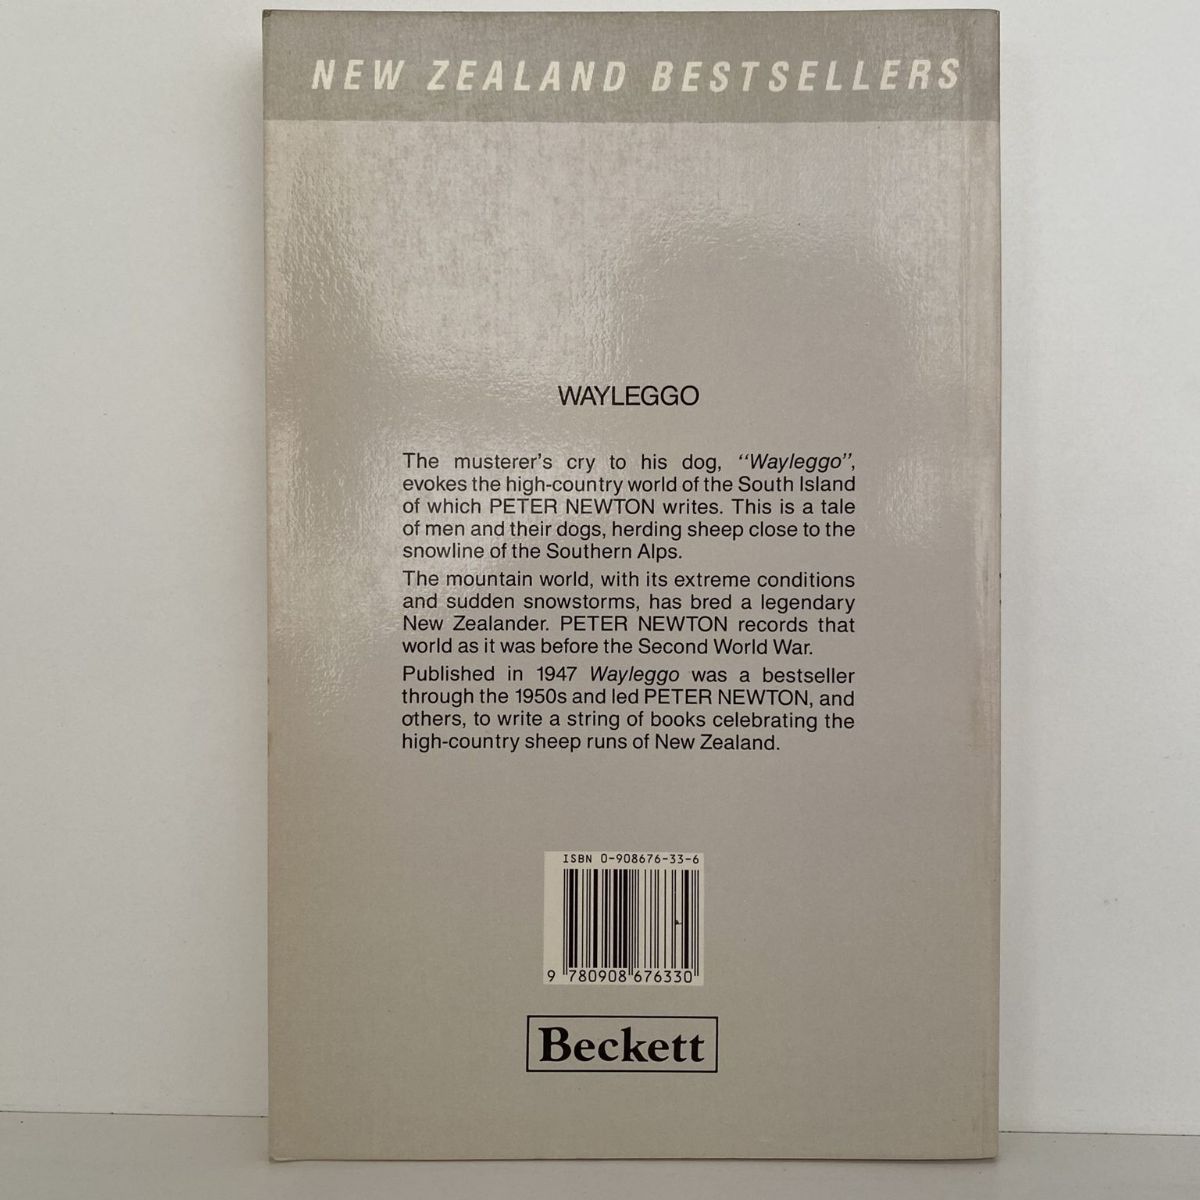 NEW ZEALAND BESTSELLERS
WAYLEGGO
The musterer's cry to his dog, "Wayleggo",
evokes the high-country world of the South Island
of which PETER NEWTON writes. This is a tale
of men and their dogs, herding sheep close to the
snowline of the Southern Alps.
The mountain world, with its extreme conditions
and sudden snowstorms, has bred a legendary
New Zealander. PETER NEWTON records that
world as it was before the Second World War.
Published in 1947 Wayleggo was a bestseller
through the 1950s and led PETER NEWTON, and
others, to write a string of books celebrating the
high-country sheep runs of New Zealand.
ISBN 0-908676-33-6
9 780908 676330
Beckett